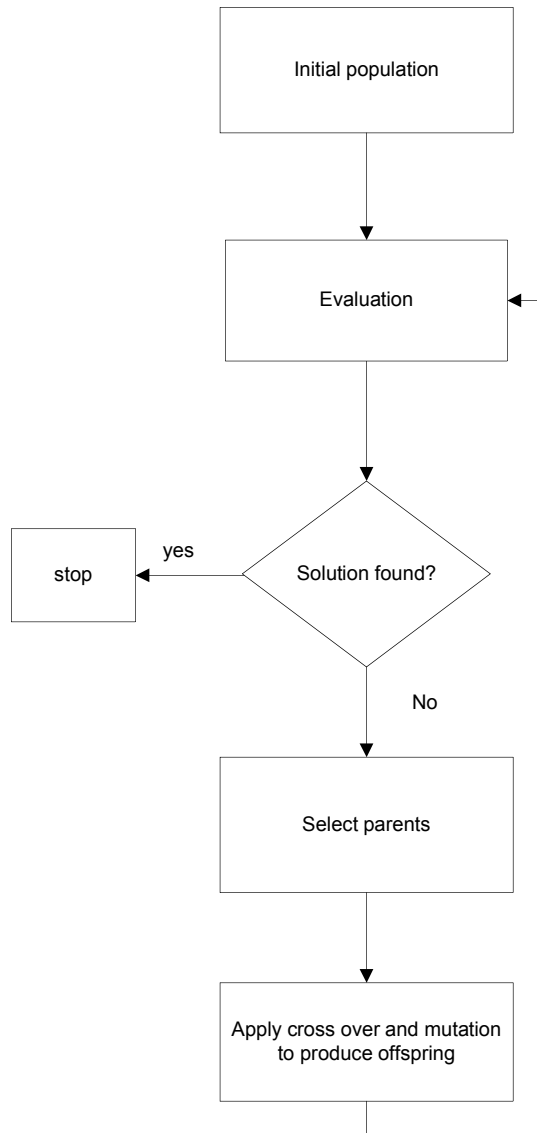 Initial population
Evaluation
Solution found?
yes
stop
No
Select parents
Apply cross over and mutation
to produce offspring